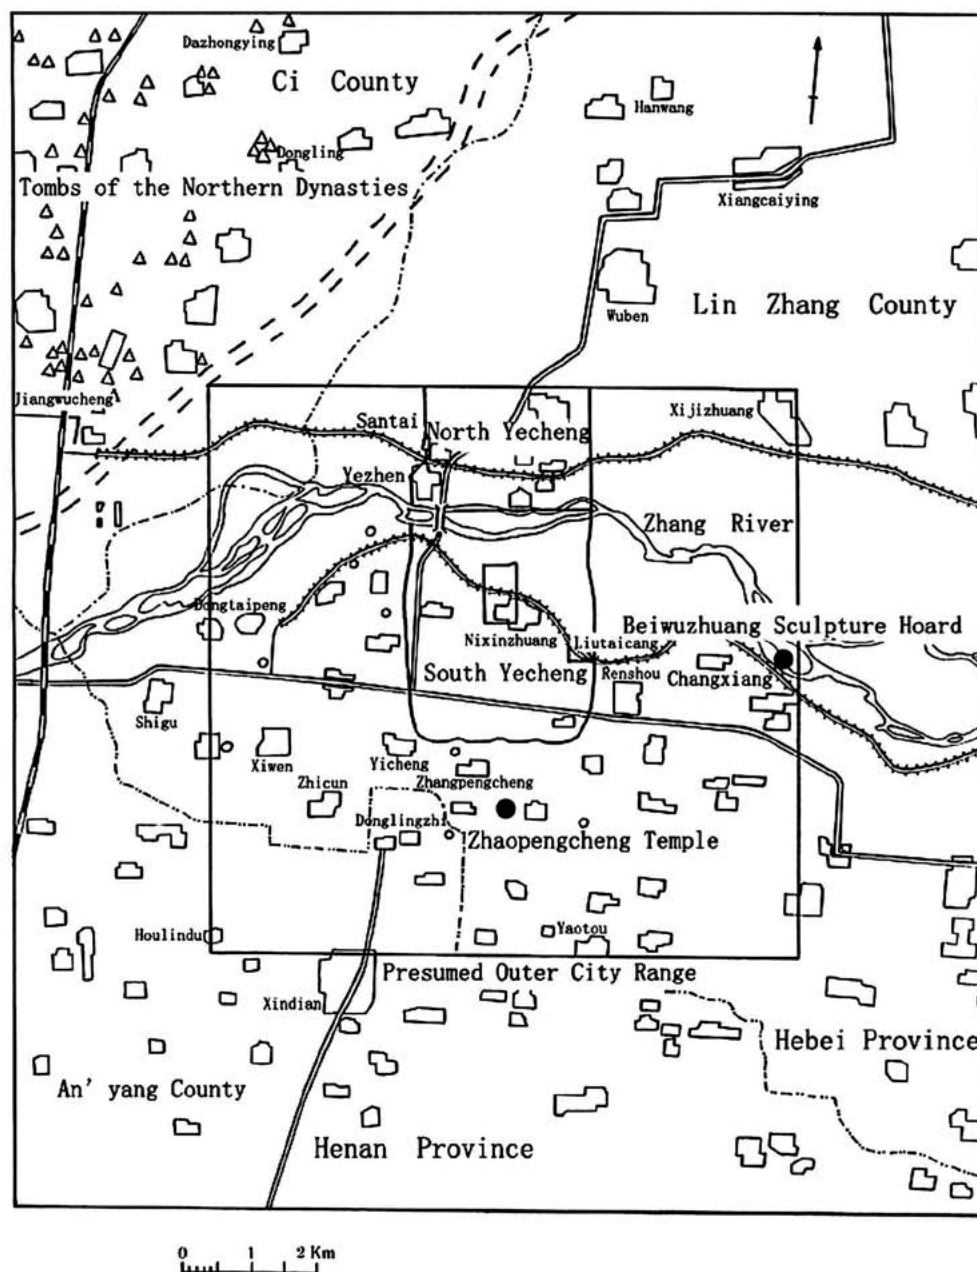 Dazhongying
Ci County
Hanwang
Dongling
Tombs of the Northern Dynasties
Xiangcaiying
Wuben
Lin Zhang County
Jiangwucheng
Santai
North Yecheng
Xijizhuang
Yezhen
Zhang River
Dongtaipeng
Nixinzhuang
Liutaicang
Beiwuzhuang Sculpture Hoard
South Yecheng
Renshou
Changxiang
Shigu
Xiwen
Yicheng
Zhangpengcheng
Zhicun
Donglingzhi
Zhaopengcheng Temple
Houlindu
Yaotou
Presumed Outer City Range
Xindian
Hebei Province
An' yang County
Henan Province
0 1 2 Km